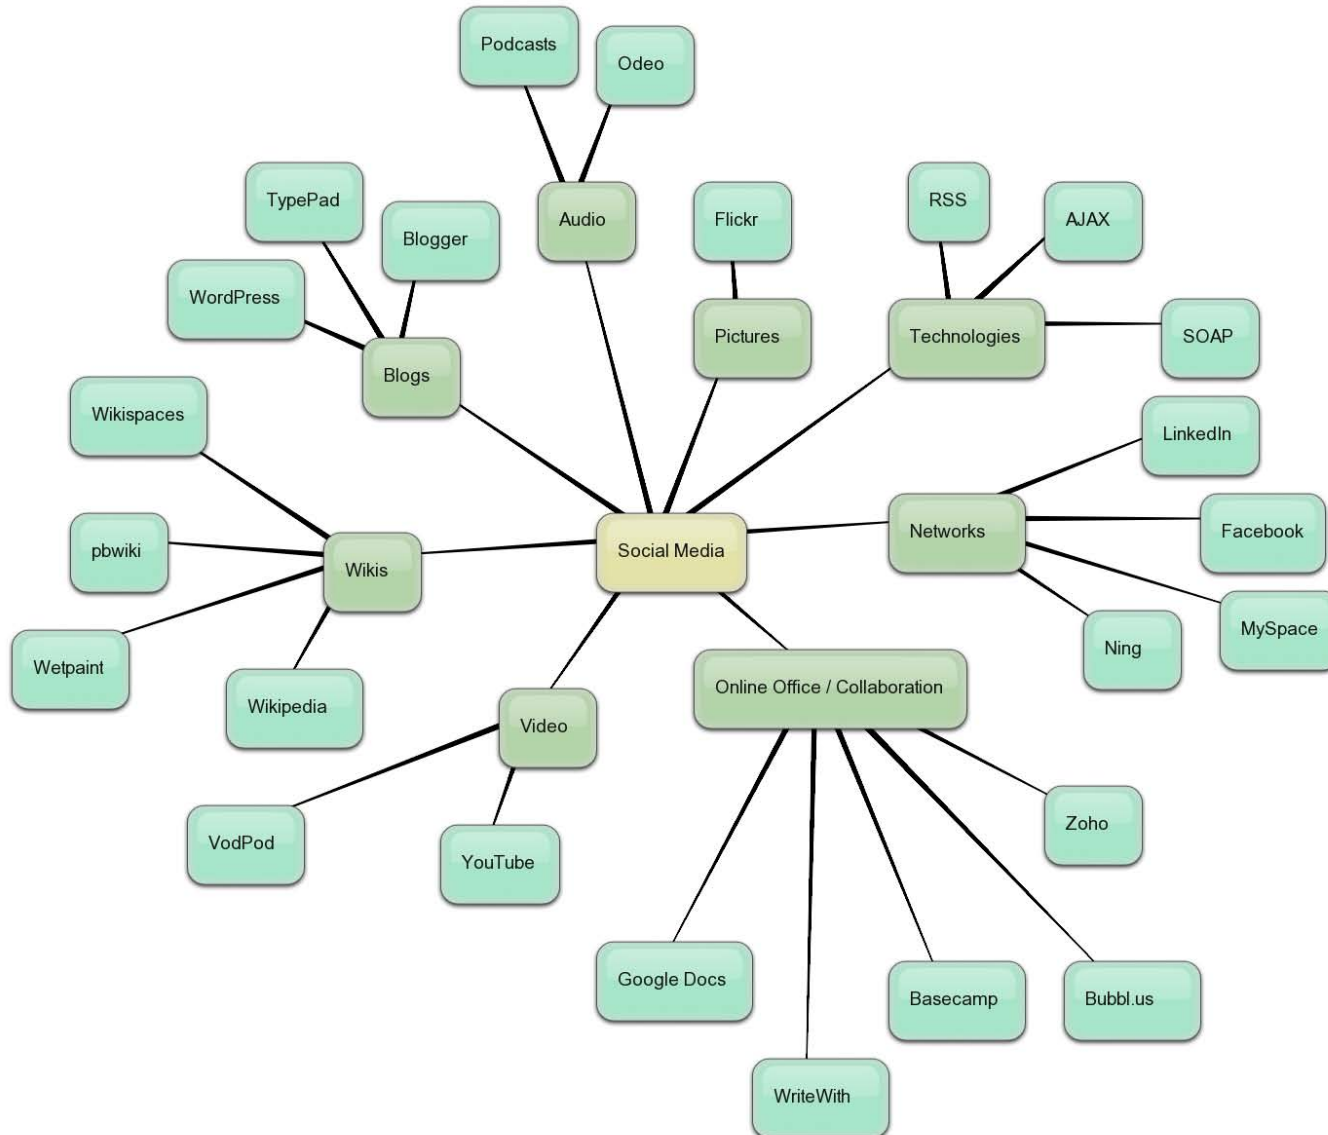 Podcasts
Odeo
TypePad
Blogger
Audio
Flickr
RSS
AJAX
WordPress
Blogs
Pictures
Technologies
SOAP
Wikispaces
LinkedIn
pbwiki
Wikis
Social Media
Networks
Facebook
Wetpaint
Wikipedia
Ning
MySpace
Video
Online Office / Collaboration
VodPod
YouTube
Zoho
Google Docs
Basecamp
Bubbl.us
WriteWith